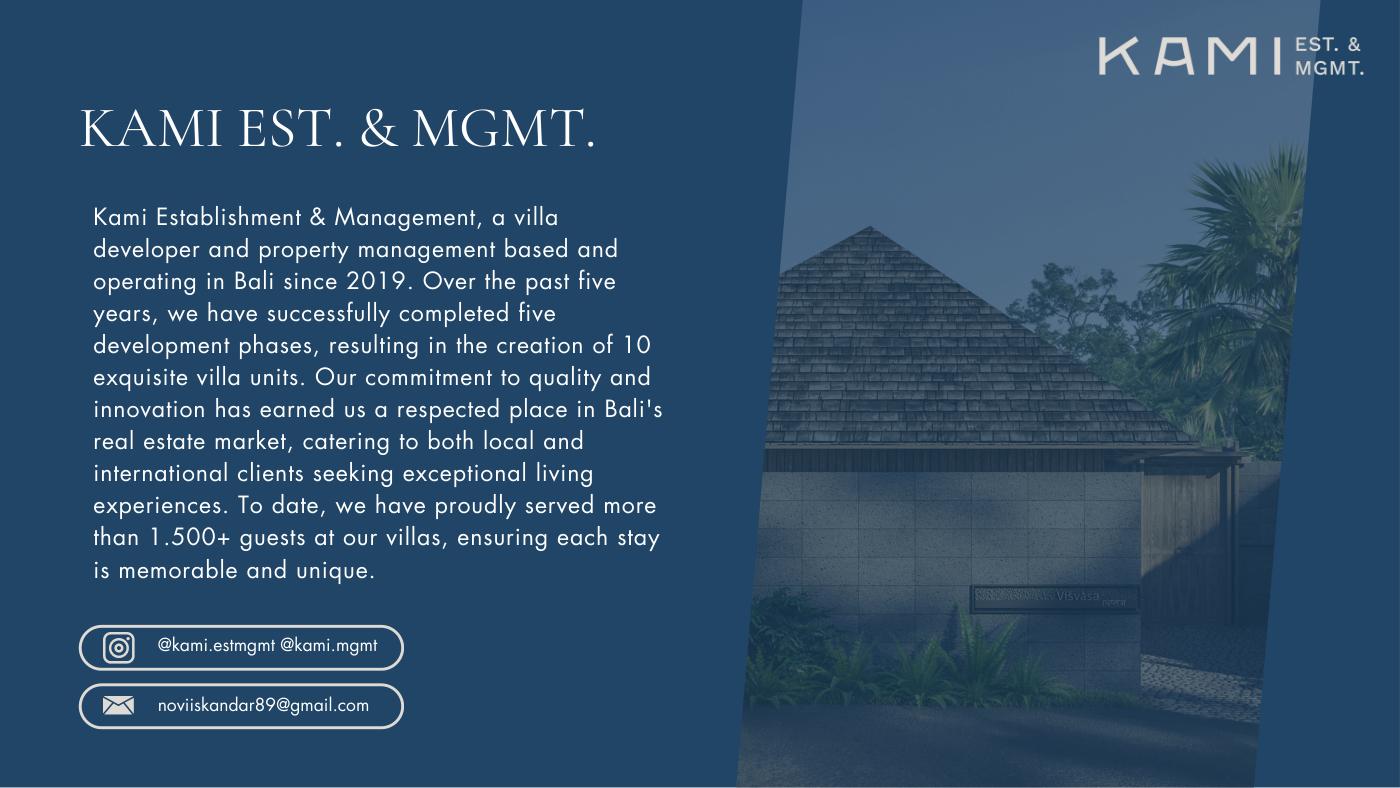 KAMI EST. &
MGMT.
KAMI EST. & MGMT.
Kami Establishment & Management, a villa
developer and property management based and
operating in Bali since 2019. Over the past five
years, we have successfully completed five
development phases, resulting in the creation of 10
exquisite villa units. Our commitment to quality and
innovation has earned us a respected place in Bali's
real estate market, catering to both local and
international clients seeking exceptional living
experiences. To date, we have proudly served more
than 1.500+ guests at our villas, ensuring each stay
is memorable and unique.
@kami.estmgmt @kami.mgmt
noviiskandar89@gmail.com
Visvasa